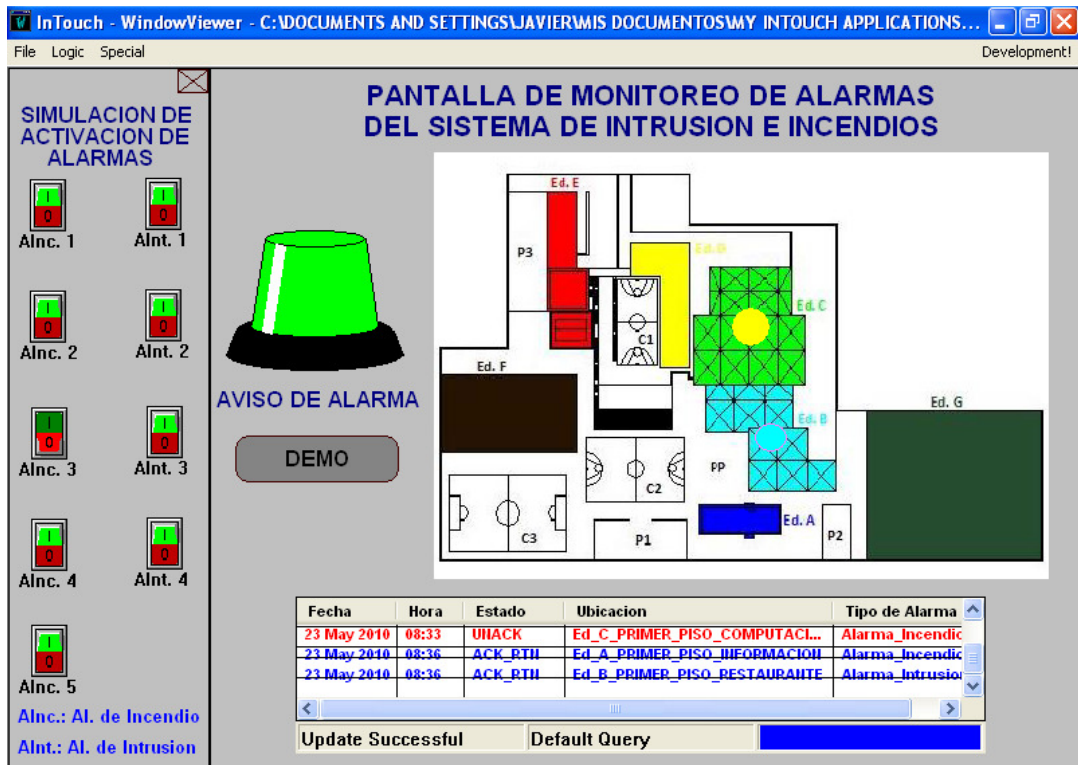 InTouch - WindowViewer - C:\DOCUMENTS AND SETTINGS\JAVIER\MIS DOCUMENTOS\MY INTOUCH APPLICATIONS...
File Logic Special Development!
SIMULACION DE
ACTIVACION DE
ALARMAS
I I
0 0
AInc. 1 AInt. 1
I I
0 0
AInc. 2 AInt. 2
I I
0 0
AInc. 3 AInt. 3
I I
0 0
AInc. 4 AInt. 4
I
0
AInc. 5
AInc.: Al. de Incendio
AInt.: Al. de Intrusion
PANTALLA DE MONITOREO DE ALARMAS
DEL SISTEMA DE INTRUSION E INCENDIOS
AVISO DE ALARMA
DEMO
Ed. E
P3
Ed. D
Ed. C
C1
Ed. F
Ed. G
Ed. B
PP
C2
C3
P1
Ed. A
P2
Fecha Hora Estado Ubicacion Tipo de Alarma
23 May 2010 08:33 UNACK Ed_C_PRIMER_PISO_COMPUTACI... Alarma_Incendio
23 May 2010 08:36 ACK_RTN Ed_A_PRIMER_PISO_INFORMACION Alarma_Incendio
23 May 2010 08:36 ACK_RTN Ed_B_PRIMER_PISO_RESTAURANTE Alarma_Intrusion
Update Successful Default Query